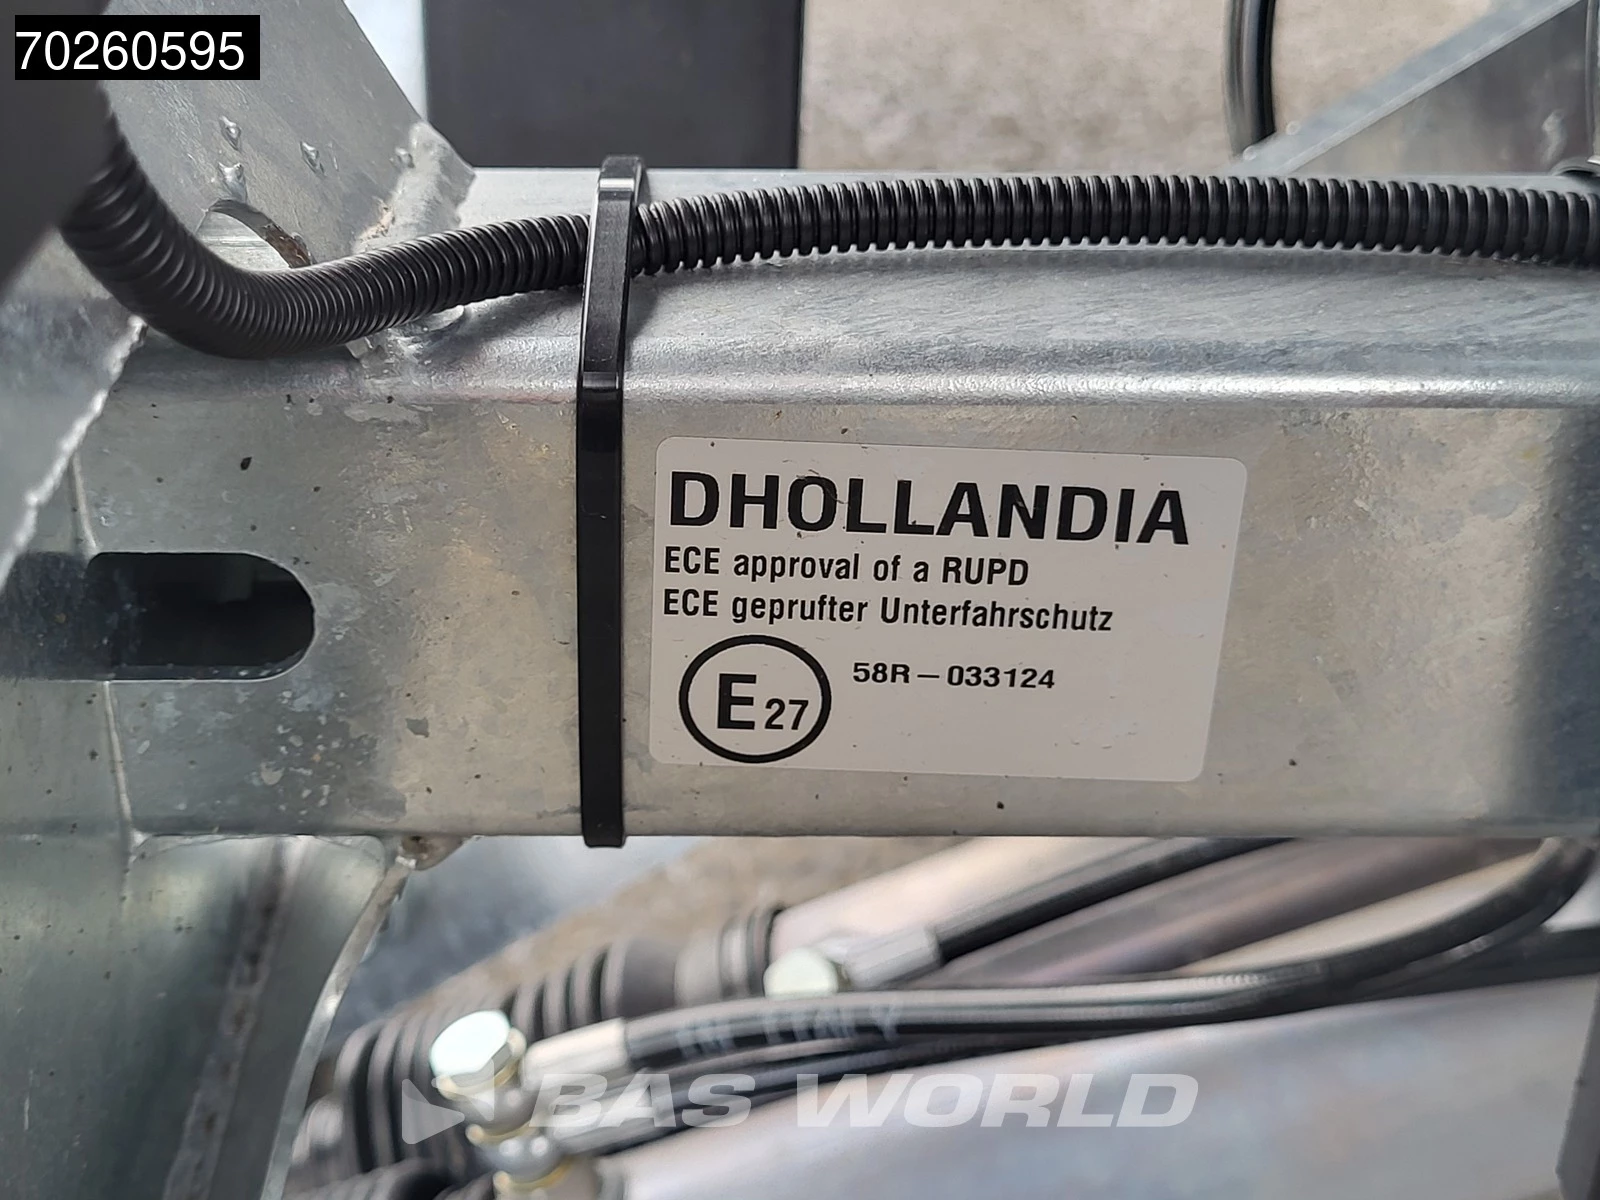 70260595
DHOLLANDIA
ECE approval of a RUPD
ECE geprufter Unterfahrschutz
E27
58R-033124
BAS WORLD